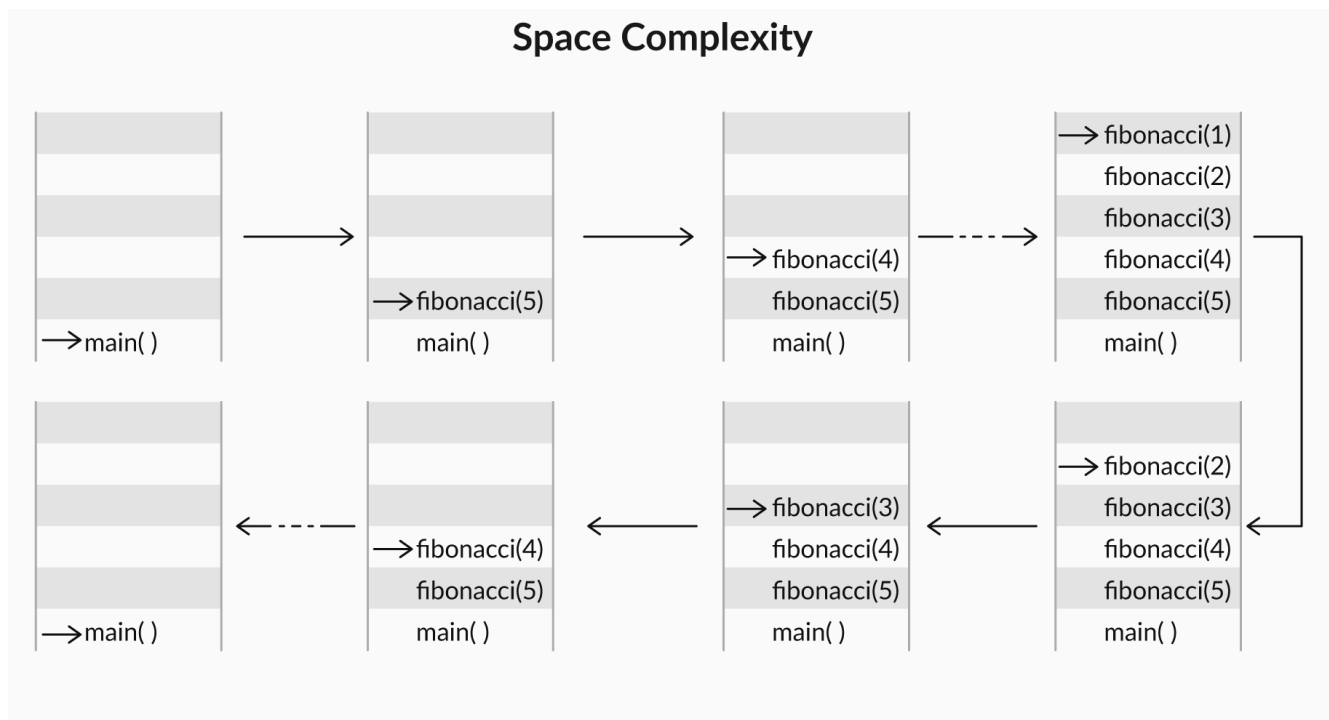 Space Complexity
main( )
fibonacci(5)
main( )
fibonacci(4)
fibonacci(5)
main( )
fibonacci(1)
fibonacci(2)
fibonacci(3)
fibonacci(4)
fibonacci(5)
main( )
main( )
fibonacci(4)
fibonacci(5)
main( )
fibonacci(3)
fibonacci(4)
fibonacci(5)
main( )
fibonacci(2)
fibonacci(3)
fibonacci(4)
fibonacci(5)
main( )